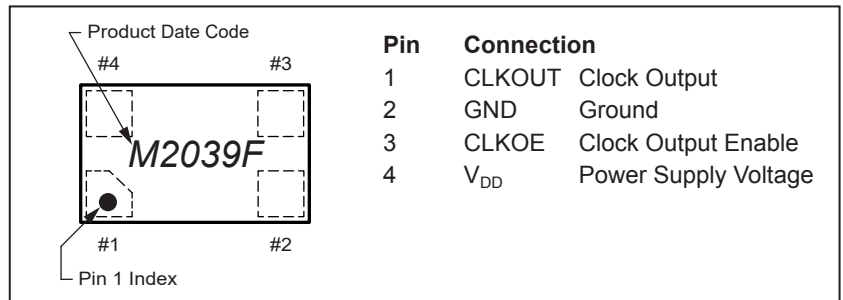 Product Date Code
#4 #3
M2039F
#1 #2
Pin 1 Index
Pin Connection
1 CLKOUT Clock Output
2 GND Ground
3 CLKOE Clock Output Enable
4 VDD Power Supply Voltage